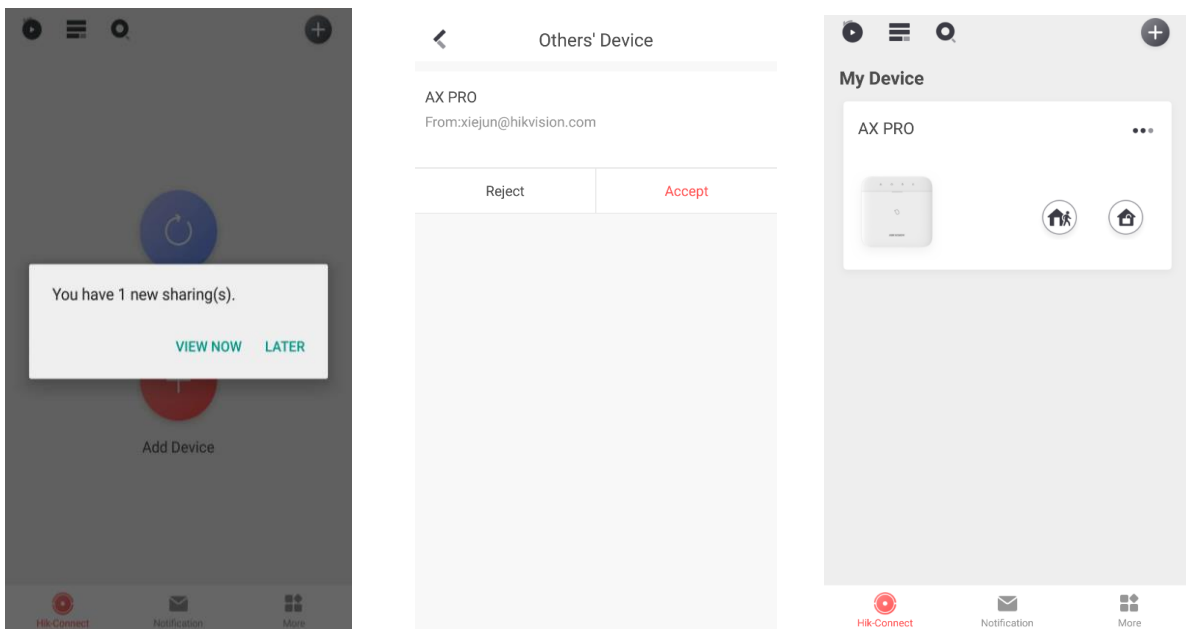 You have 1 new sharing(s).
VIEW NOW LATER
Add Device
Hik-Connect Notification More
Others' Device
AX PRO
From:xiejun@hikvision.com
Reject Accept
My Device
AX PRO
Hik-Connect Notification More